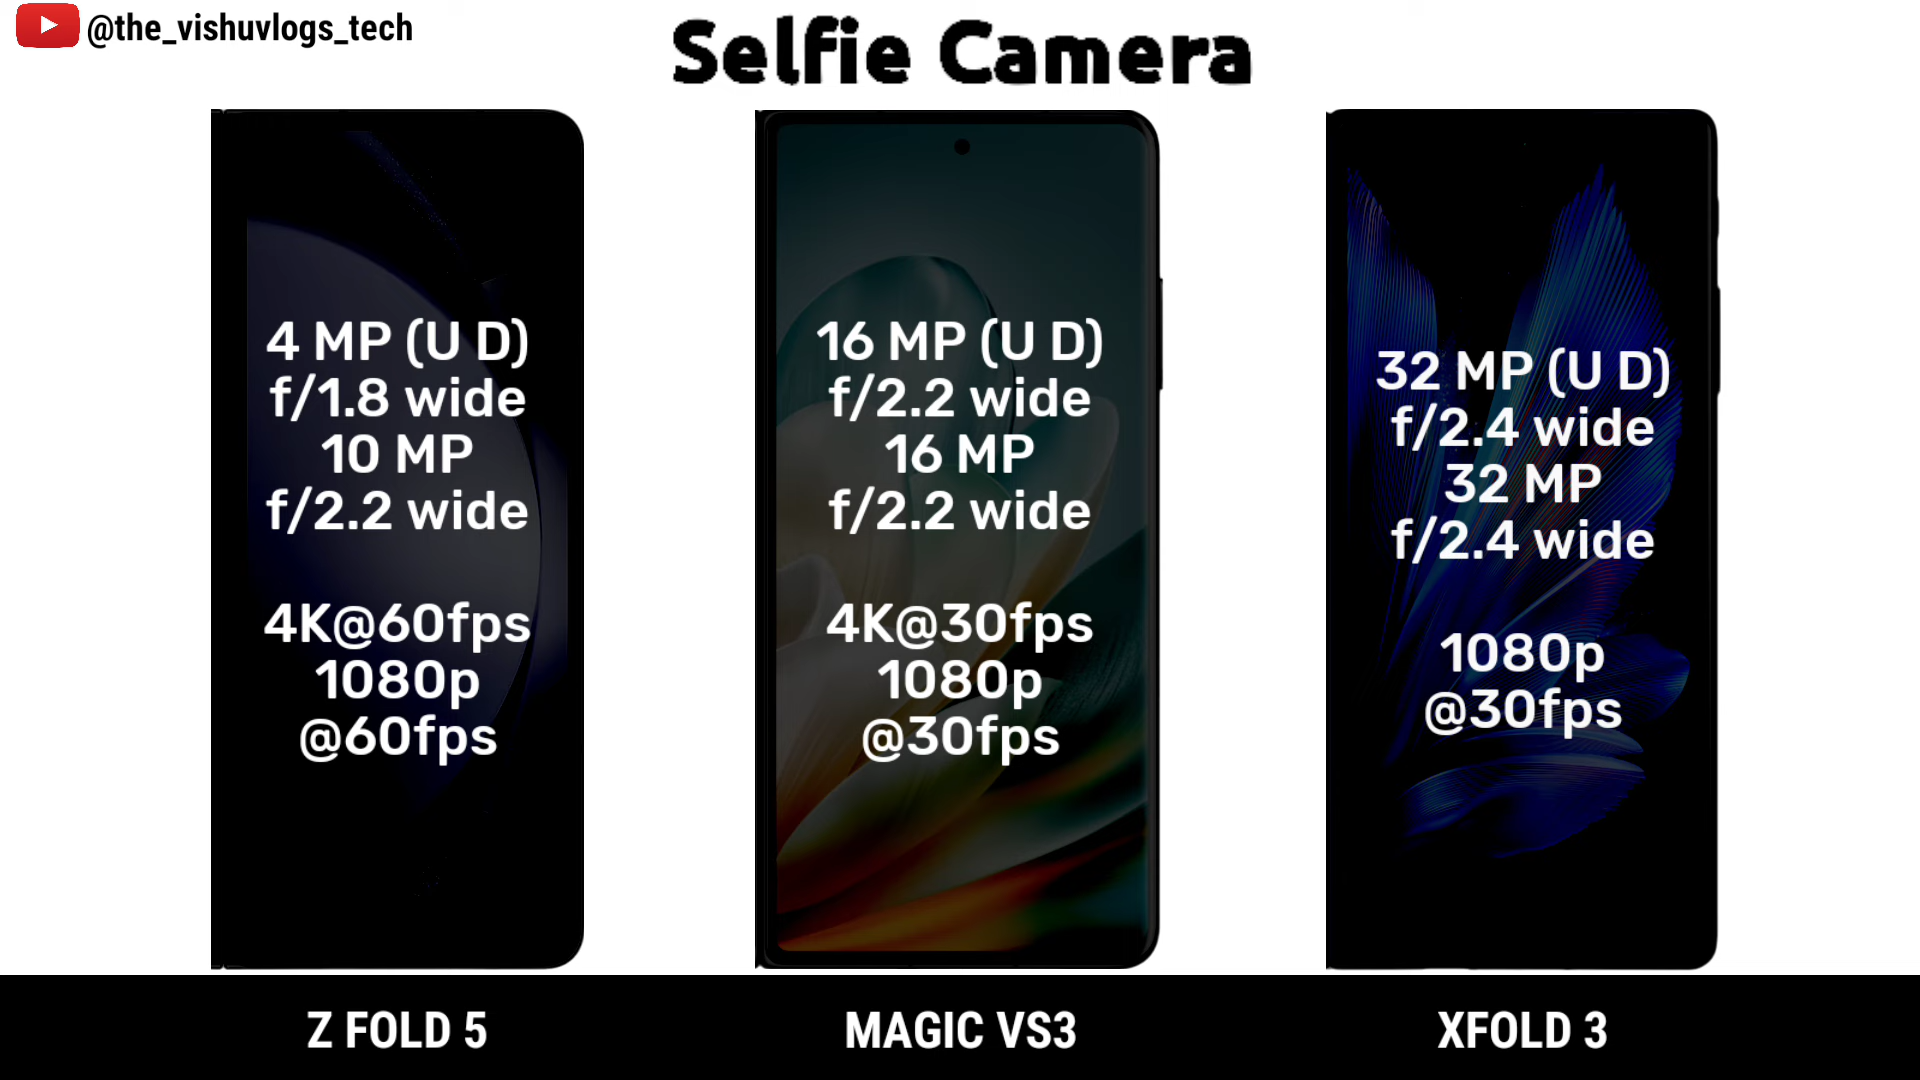 @the_vishuvlogs_tech
Selfie Camera
4 MP (U D)
f/1.8 wide
10 MP
f/2.2 wide
4K@60fps
1080p
@60fps
16 MP (U D)
f/2.2 wide
16 MP
f/2.2 wide
4K@30fps
1080p
@30fps
32 MP (U D)
f/2.4 wide
32 MP
f/2.4 wide
1080p
@30fps
Z FOLD 5
MAGIC VS3
XFOLD 3